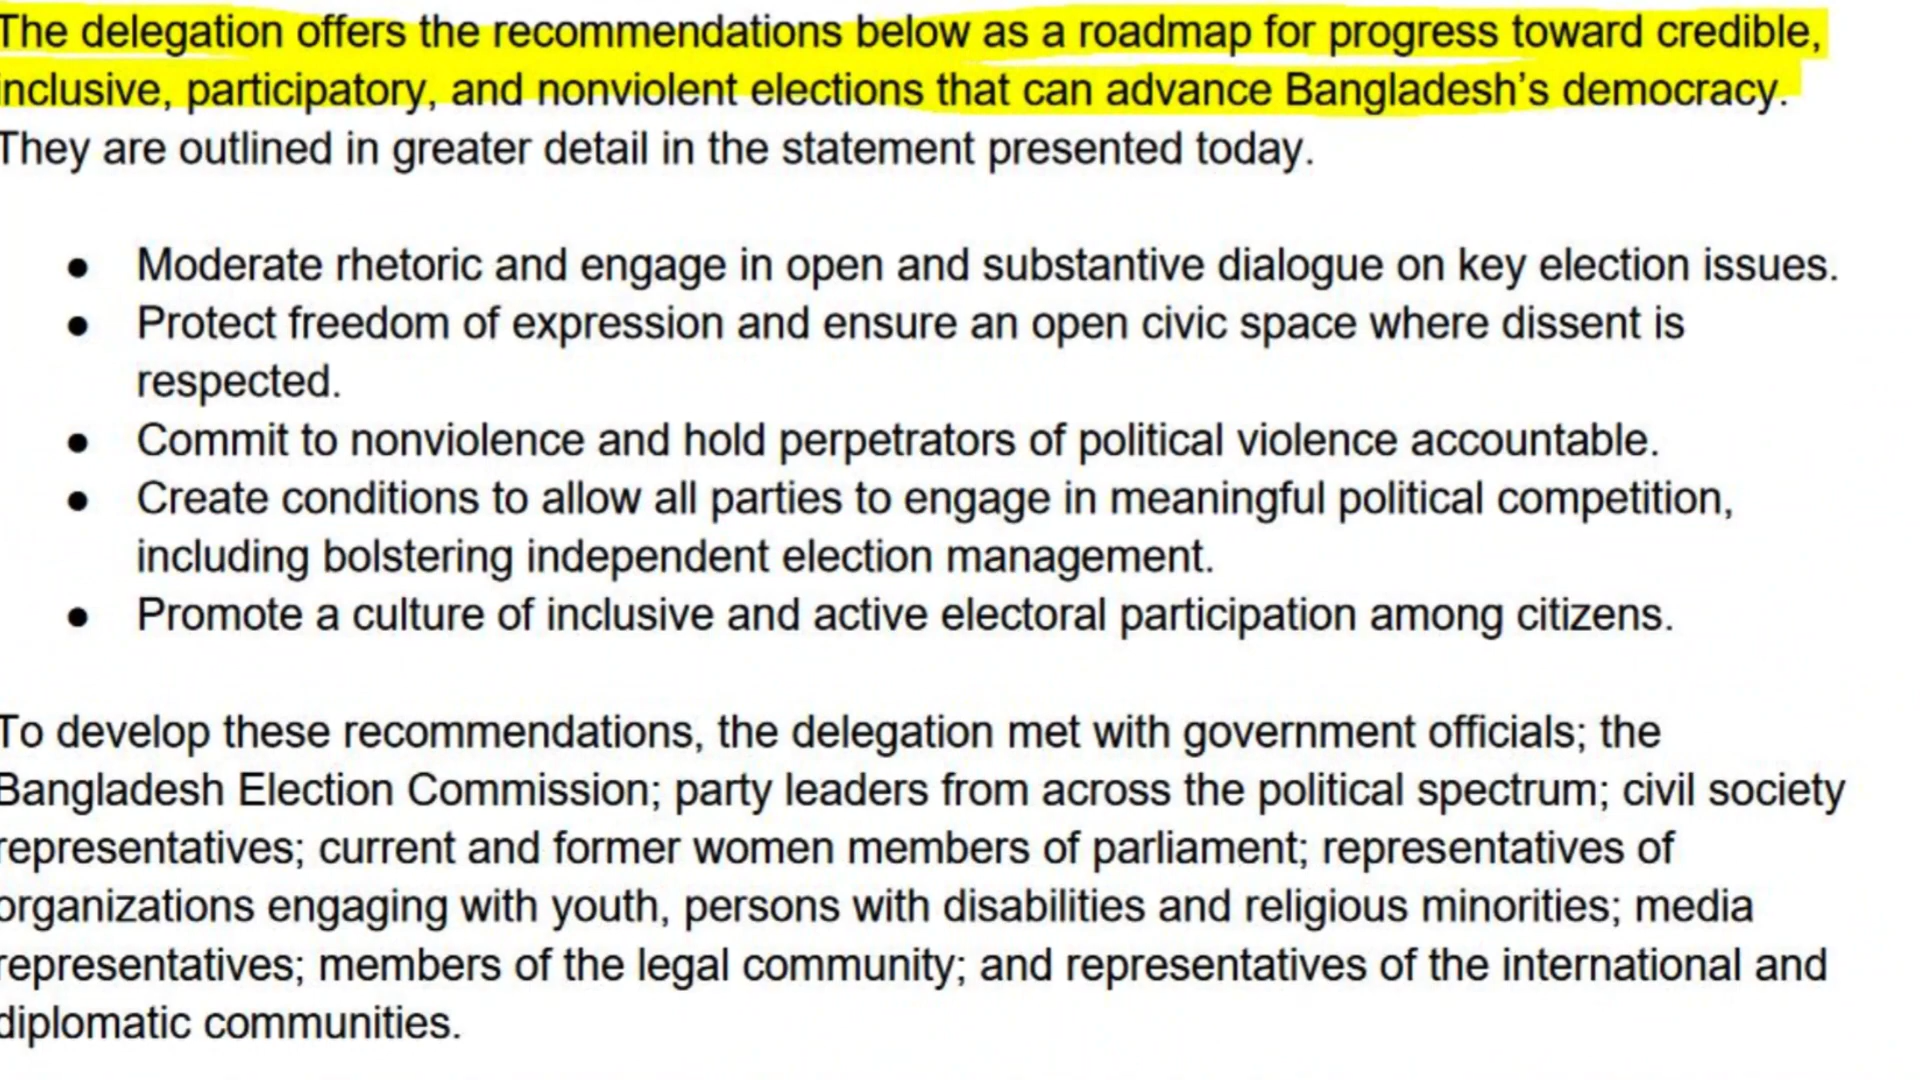 The delegation offers the recommendations below as a roadmap for progress toward credible,
inclusive, participatory, and nonviolent elections that can advance Bangladesh’s democracy.
They are outlined in greater detail in the statement presented today.
● Moderate rhetoric and engage in open and substantive dialogue on key election issues.
● Protect freedom of expression and ensure an open civic space where dissent is
respected.
● Commit to nonviolence and hold perpetrators of political violence accountable.
● Create conditions to allow all parties to engage in meaningful political competition,
including bolstering independent election management.
● Promote a culture of inclusive and active electoral participation among citizens.
To develop these recommendations, the delegation met with government officials; the
Bangladesh Election Commission; party leaders from across the political spectrum; civil society
representatives; current and former women members of parliament; representatives of
organizations engaging with youth, persons with disabilities and religious minorities; media
representatives; members of the legal community; and representatives of the international and
diplomatic communities.